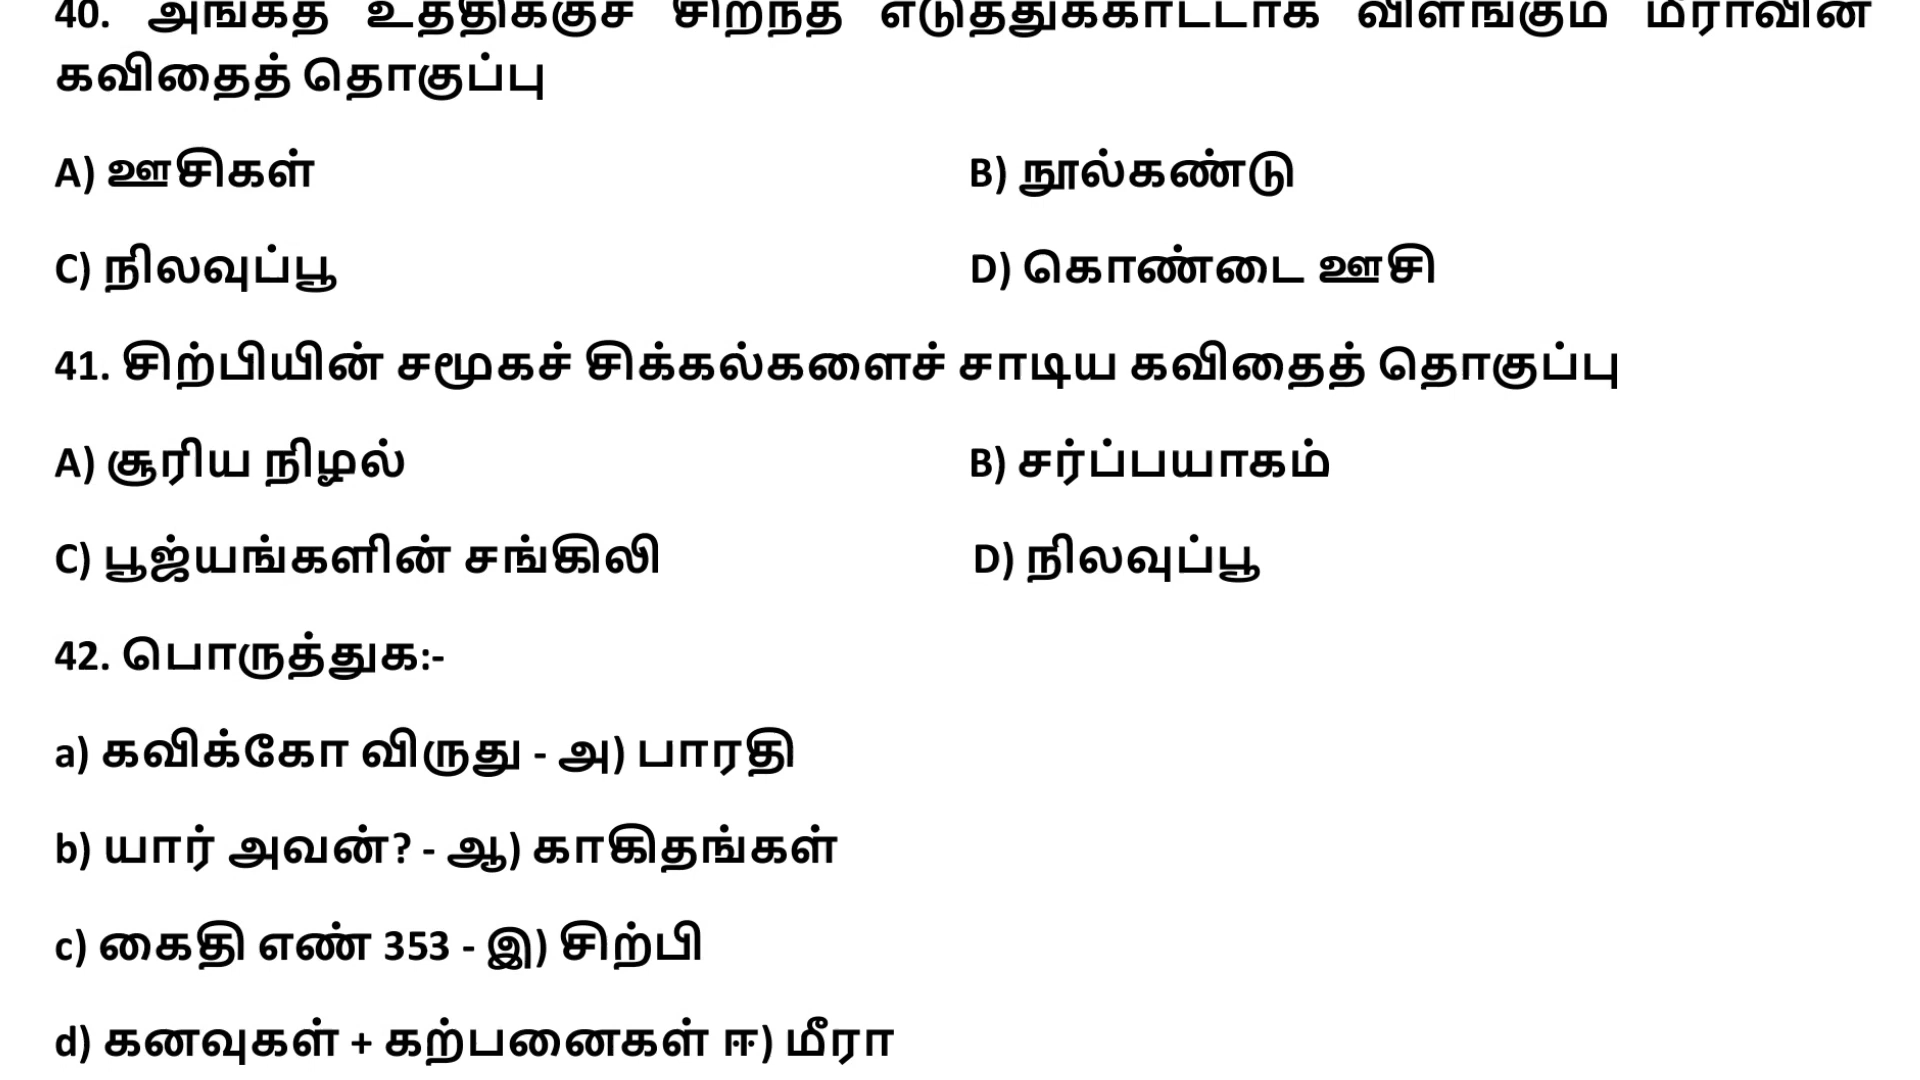 40. அங்கத உத்திக்குச் சிறந்த எடுத்துக்காட்டாக விளங்கும் மீராவின்
கவிதைத் தொகுப்பு
A) ஊசிகள் B) நூல்கண்டு
C) நிலவுப்பூ D) கொண்டை ஊசி
41. சிற்பியின் சமூகச் சிக்கல்களைச் சாடிய கவிதைத் தொகுப்பு
A) சூரிய நிழல் B) சர்ப்பயாகம்
C) பூஜ்யங்களின் சங்கிலி D) நிலவுப்பூ
42. பொருத்துக:-
a) கவிக்கோ விருது - அ) பாரதி
b) யார் அவன்? - ஆ) காகிதங்கள்
c) கைதி எண் 353 - இ) சிற்பி
d) கனவுகள் + கற்பனைகள் ஈ) மீரா